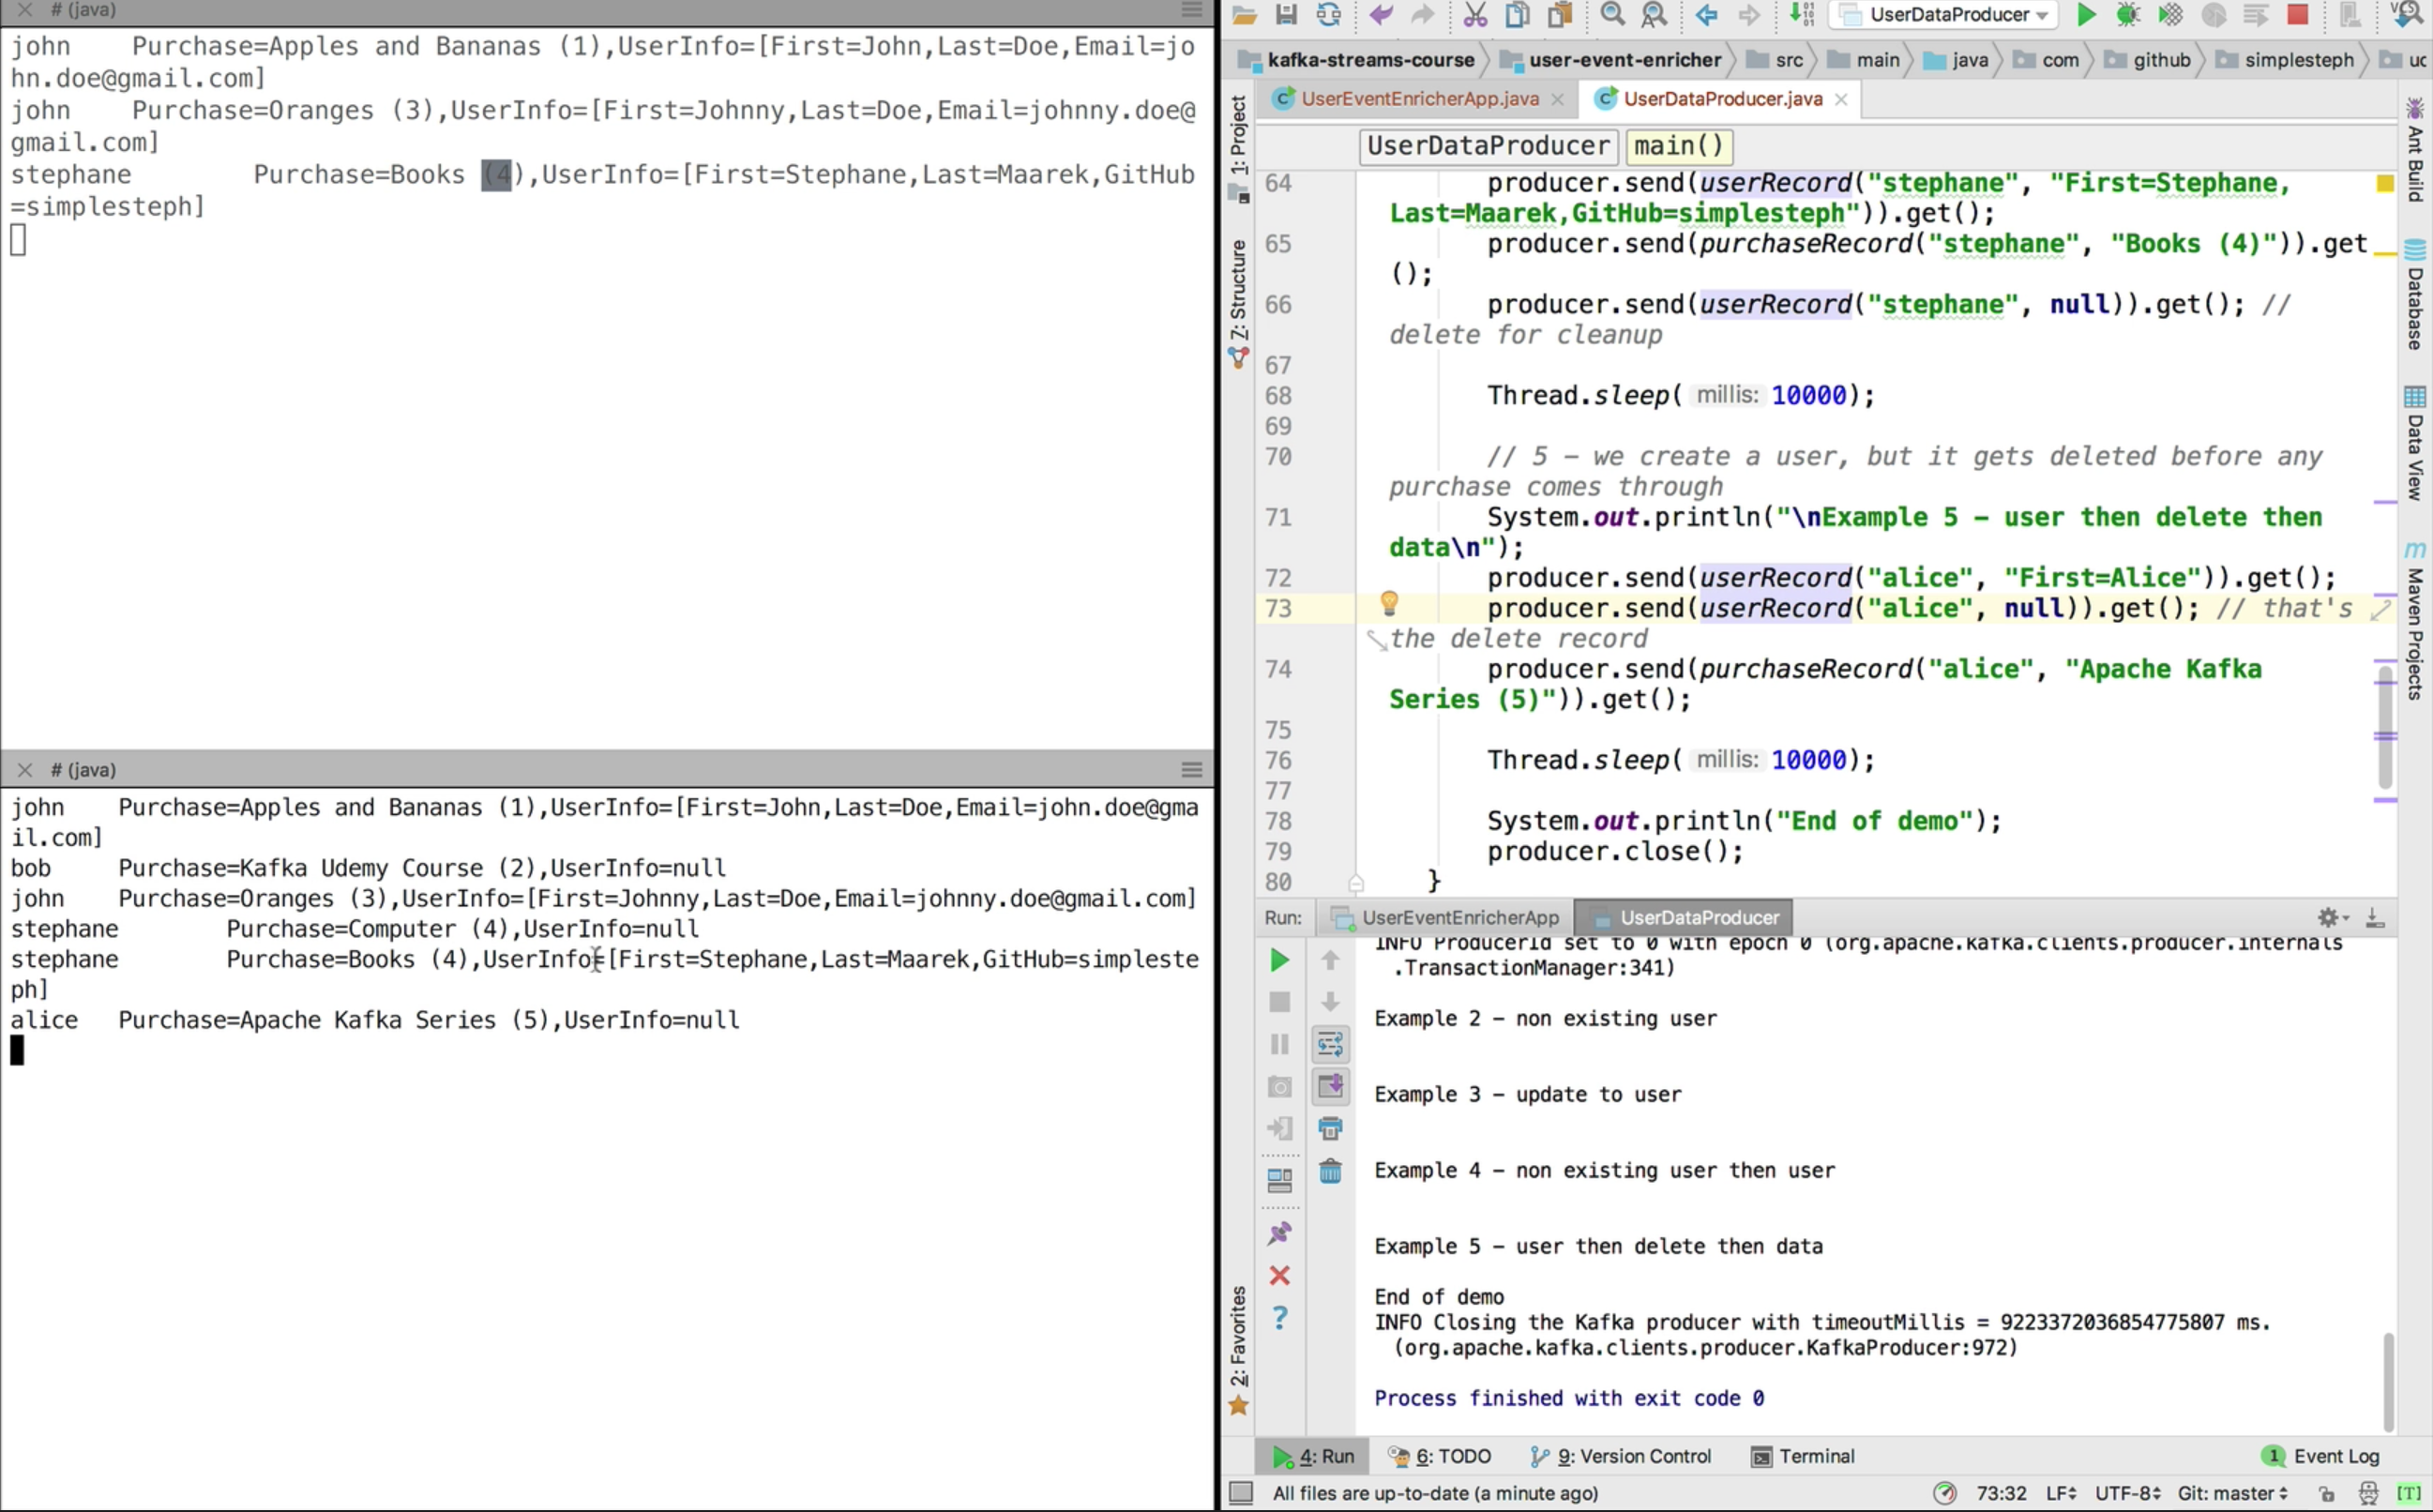 # (java)
john    Purchase=Apples and Bananas (1),UserInfo=[First=John,Last=Doe,Email=jo
hn.doe@gmail.com]
john    Purchase=Oranges (3),UserInfo=[First=Johnny,Last=Doe,Email=johnny.doe@
gmail.com]
stephane        Purchase=Books (4),UserInfo=[First=Stephane,Last=Maarek,GitHub
=simplesteph]
# (java)
john    Purchase=Apples and Bananas (1),UserInfo=[First=John,Last=Doe,Email=john.doe@gma
il.com]
bob     Purchase=Kafka Udemy Course (2),UserInfo=null
john    Purchase=Oranges (3),UserInfo=[First=Johnny,Last=Doe,Email=johnny.doe@gmail.com]
stephane        Purchase=Computer (4),UserInfo=null
stephane        Purchase=Books (4),UserInfo=[First=Stephane,Last=Maarek,GitHub=simpleste
ph]
alice   Purchase=Apache Kafka Series (5),UserInfo=null
UserDataProducer
kafka-streams-course user-event-enricher src main java com github simplesteph
UserEventEnricherApp.java UserDataProducer.java
UserDataProducer main()
1: Project
7: Structure
2: Favorites
Ant Build
Database
Data View
m Maven Projects
64 producer.send(userRecord("stephane", "First=Stephane,
Last=Maarek,GitHub=simplesteph")).get();
65 producer.send(purchaseRecord("stephane", "Books (4)")).get
();
66 producer.send(userRecord("stephane", null)).get(); //
delete for cleanup
67
68 Thread.sleep( millis: 10000);
69
70 // 5 – we create a user, but it gets deleted before any
purchase comes through
71 System.out.println("\nExample 5 – user then delete then
data\n");
72 producer.send(userRecord("alice", "First=Alice")).get();
73 producer.send(userRecord("alice", null)).get(); // that's
the delete record
74 producer.send(purchaseRecord("alice", "Apache Kafka
Series (5)")).get();
75
76 Thread.sleep( millis: 10000);
77
78 System.out.println("End of demo");
79 producer.close();
80 }
Run: UserEventEnricherApp UserDataProducer
INFO ProducerId set to 0 with epoch 0 (org.apache.kafka.clients.producer.internals
.TransactionManager:341)
Example 2 – non existing user
Example 3 – update to user
Example 4 – non existing user then user
Example 5 – user then delete then data
End of demo
INFO Closing the Kafka producer with timeoutMillis = 9223372036854775807 ms.
(org.apache.kafka.clients.producer.KafkaProducer:972)
Process finished with exit code 0
4: Run 6: TODO 9: Version Control Terminal 1 Event Log
All files are up-to-date (a minute ago) 73:32 LF UTF-8 Git: master [T]